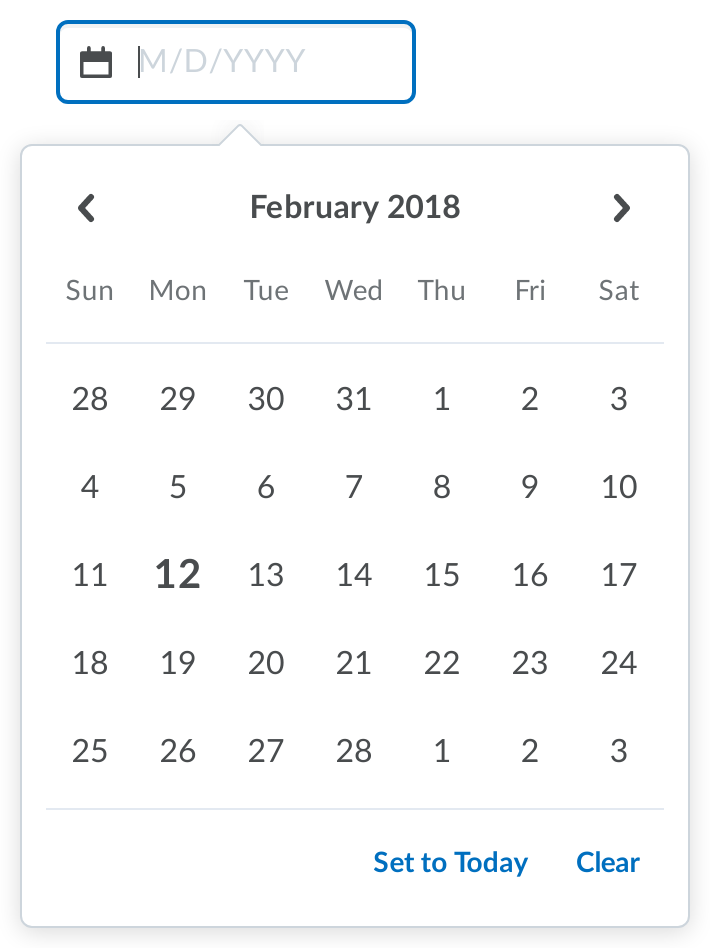 M/D/YYYY
February 2018
Sun Mon Tue Wed Thu Fri Sat
28 29 30 31 1 2 3
4 5 6 7 8 9 10
11 12 13 14 15 16 17
18 19 20 21 22 23 24
25 26 27 28 1 2 3
Set to Today Clear